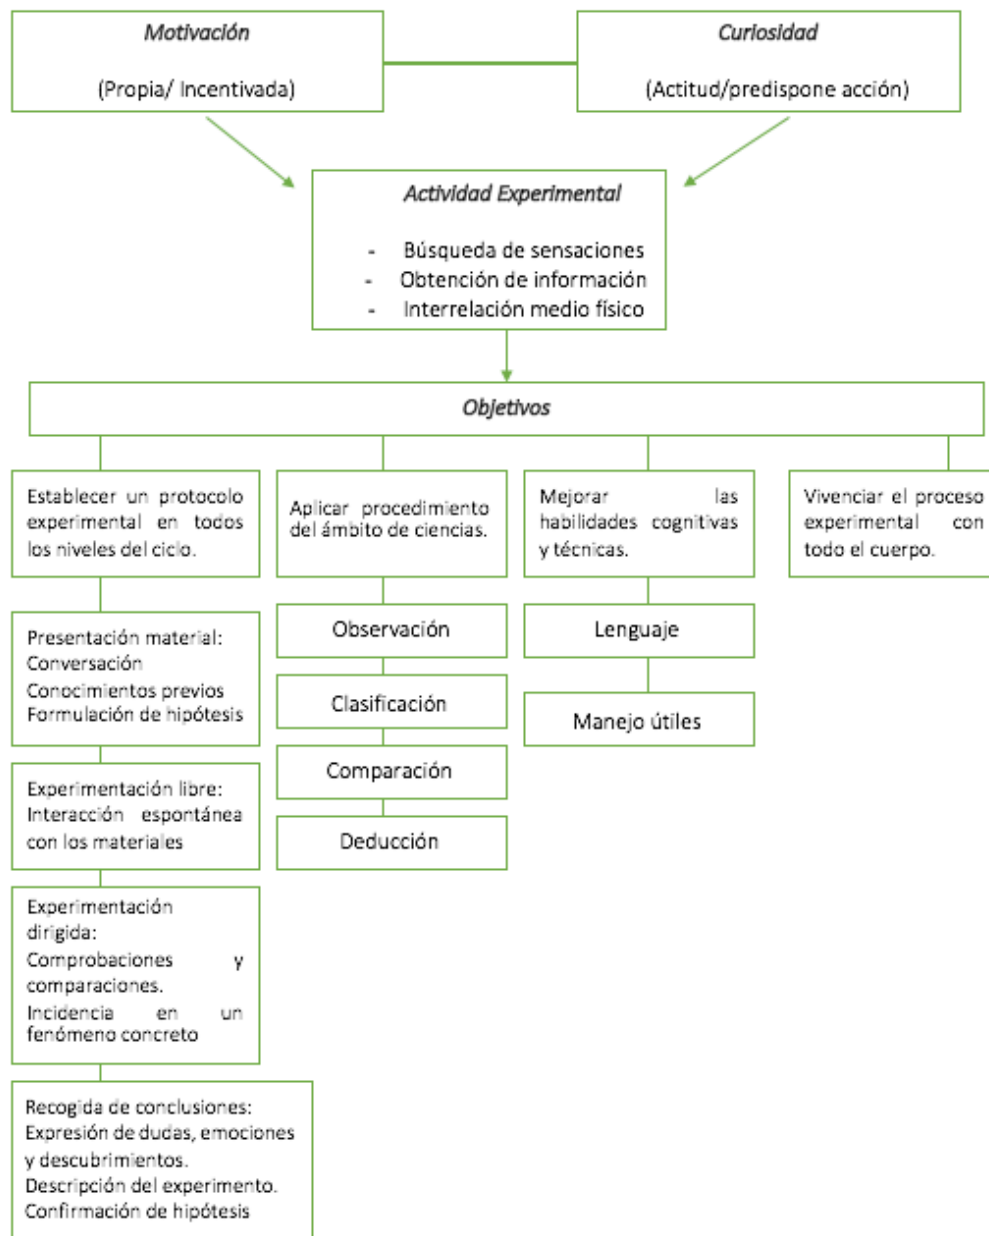 Motivación
(Propia/ Incentivada)
Curiosidad
(Actitud/predispone acción)
Actividad Experimental
- Búsqueda de sensaciones
- Obtención de información
- Interrelación medio físico
Objetivos
Establecer un protocolo
experimental en todos
los niveles del ciclo.
Presentación material:
Conversación
Conocimientos previos
Formulación de hipótesis
Experimentación libre:
Interacción espontánea
con los materiales
Experimentación
dirigida:
Comprobaciones y
comparaciones.
Incidencia en un
fenómeno concreto
Recogida de conclusiones:
Expresión de dudas, emociones
y descubrimientos.
Descripción del experimento.
Confirmación de hipótesis
Aplicar procedimiento
del ámbito de ciencias.
Observación
Clasificación
Comparación
Deducción
Mejorar las
habilidades cognitivas
y técnicas.
Lenguaje
Manejo útiles
Vivenciar el proceso
experimental con
todo el cuerpo.